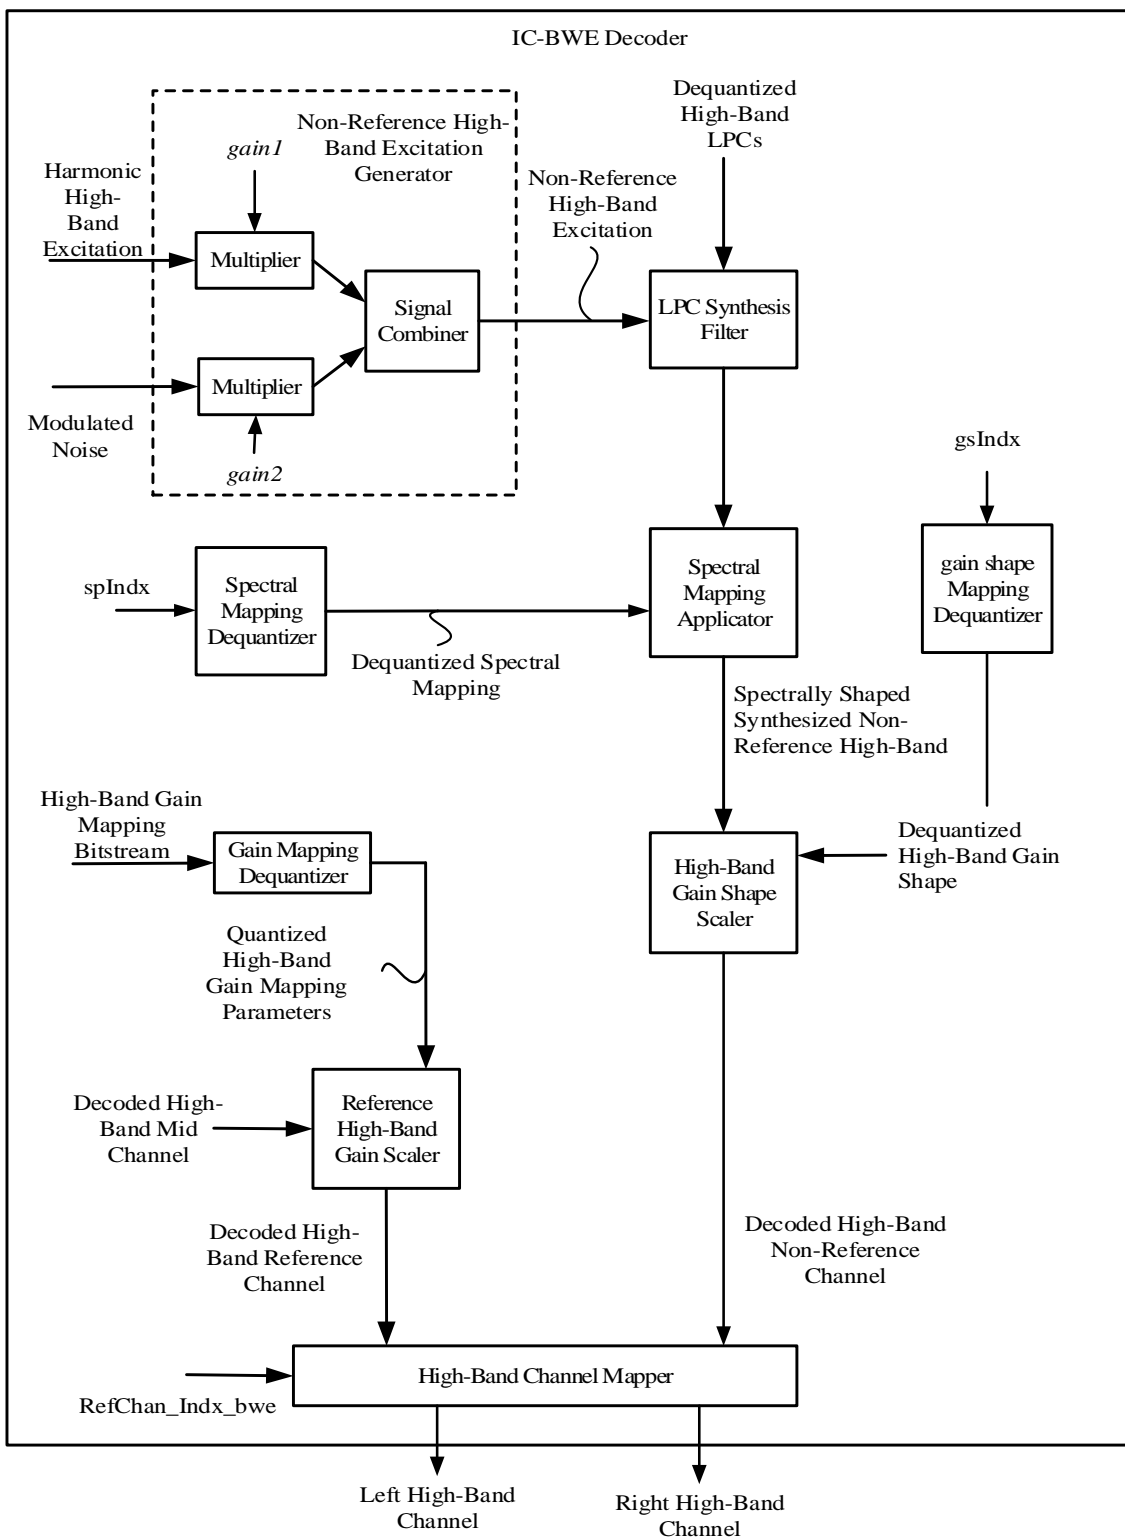 IC-BWE Decoder
Non-Reference High-
Band Excitation
Generator
gain1
Harmonic
High-
Band
Excitation
Multiplier
Signal
Combiner
Multiplier
Modulated
Noise
gain2
Non-Reference
High-Band
Excitation
Dequantized
High-Band
LPCs
LPC Synthesis
Filter
gsIndx
spIndx
Spectral
Mapping
Dequantizer
Dequantized Spectral
Mapping
Spectral
Mapping
Applicator
gain shape
Mapping
Dequantizer
Spectrally Shaped
Synthesized Non-
Reference High-Band
High-Band Gain
Mapping
Bitstream
Gain Mapping
Dequantizer
High-Band
Gain Shape
Scaler
Dequantized
High-Band Gain
Shape
Quantized
High-Band
Gain Mapping
Parameters
Decoded High-
Band Mid
Channel
Reference
High-Band
Gain Scaler
Decoded High-
Band Reference
Channel
Decoded High-Band
Non-Reference
Channel
RefChan_Indx_bwe
High-Band Channel Mapper
Left High-Band
Channel
Right High-Band
Channel